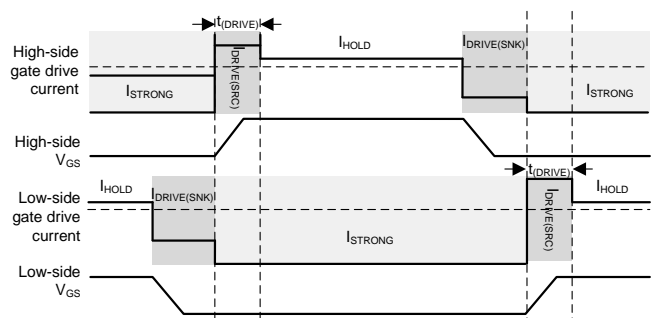 t(DRIVE)
High-side
gate drive
current
ISTRONG
IDRIVE(SRC)
IHOLD
IDRIVE(SNK)
ISTRONG
High-side
VGS
t(DRIVE)
IHOLD
IDRIVE(SNK)
Low-side
gate drive
current
ISTRONG
IDRIVE(SRC)
IHOLD
Low-side
VGS